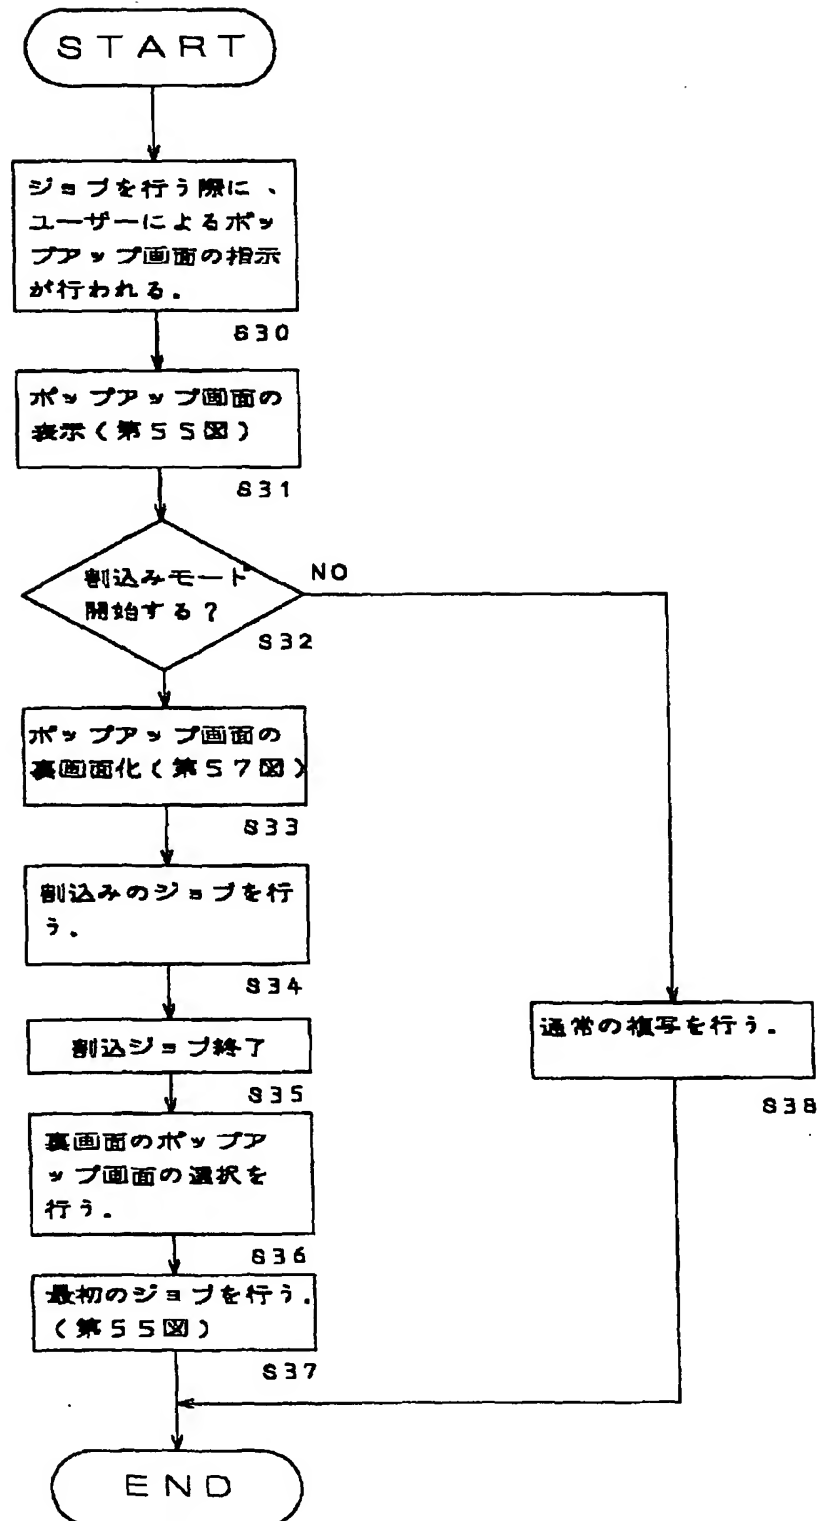 START
ジョブを行う際に、
ユーザーによるポッ
プアップ画面の指示
が行われる.
S30
ポップアップ画面の
表示(第55図)
S31
割込みモード
開始する?
NO
S32
ポップアップ画面の
裏画面化(第57図)
S33
割込みのジョブを行
う.
S34
割込ジョブ終了
通常の複写を行う.
S35
S38
裏画面のポップア
ップ画面の選択を
行う.
S36
最初のジョブを行う.
(第55図)
S37
END